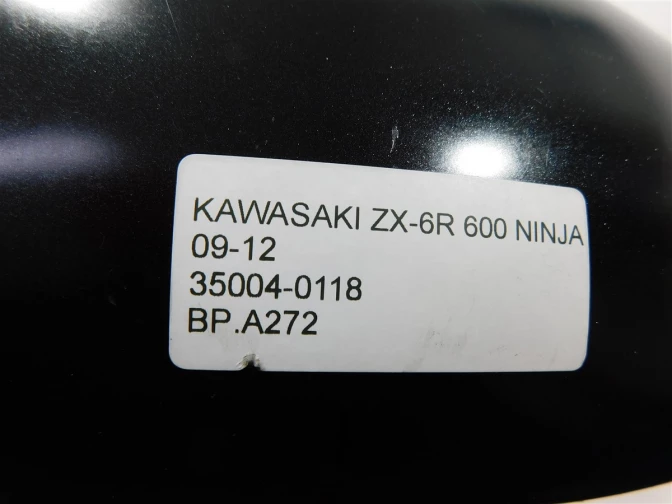 KAWASAKI ZX-6R 600 NINJA
09-12
35004-0118
BP.A272